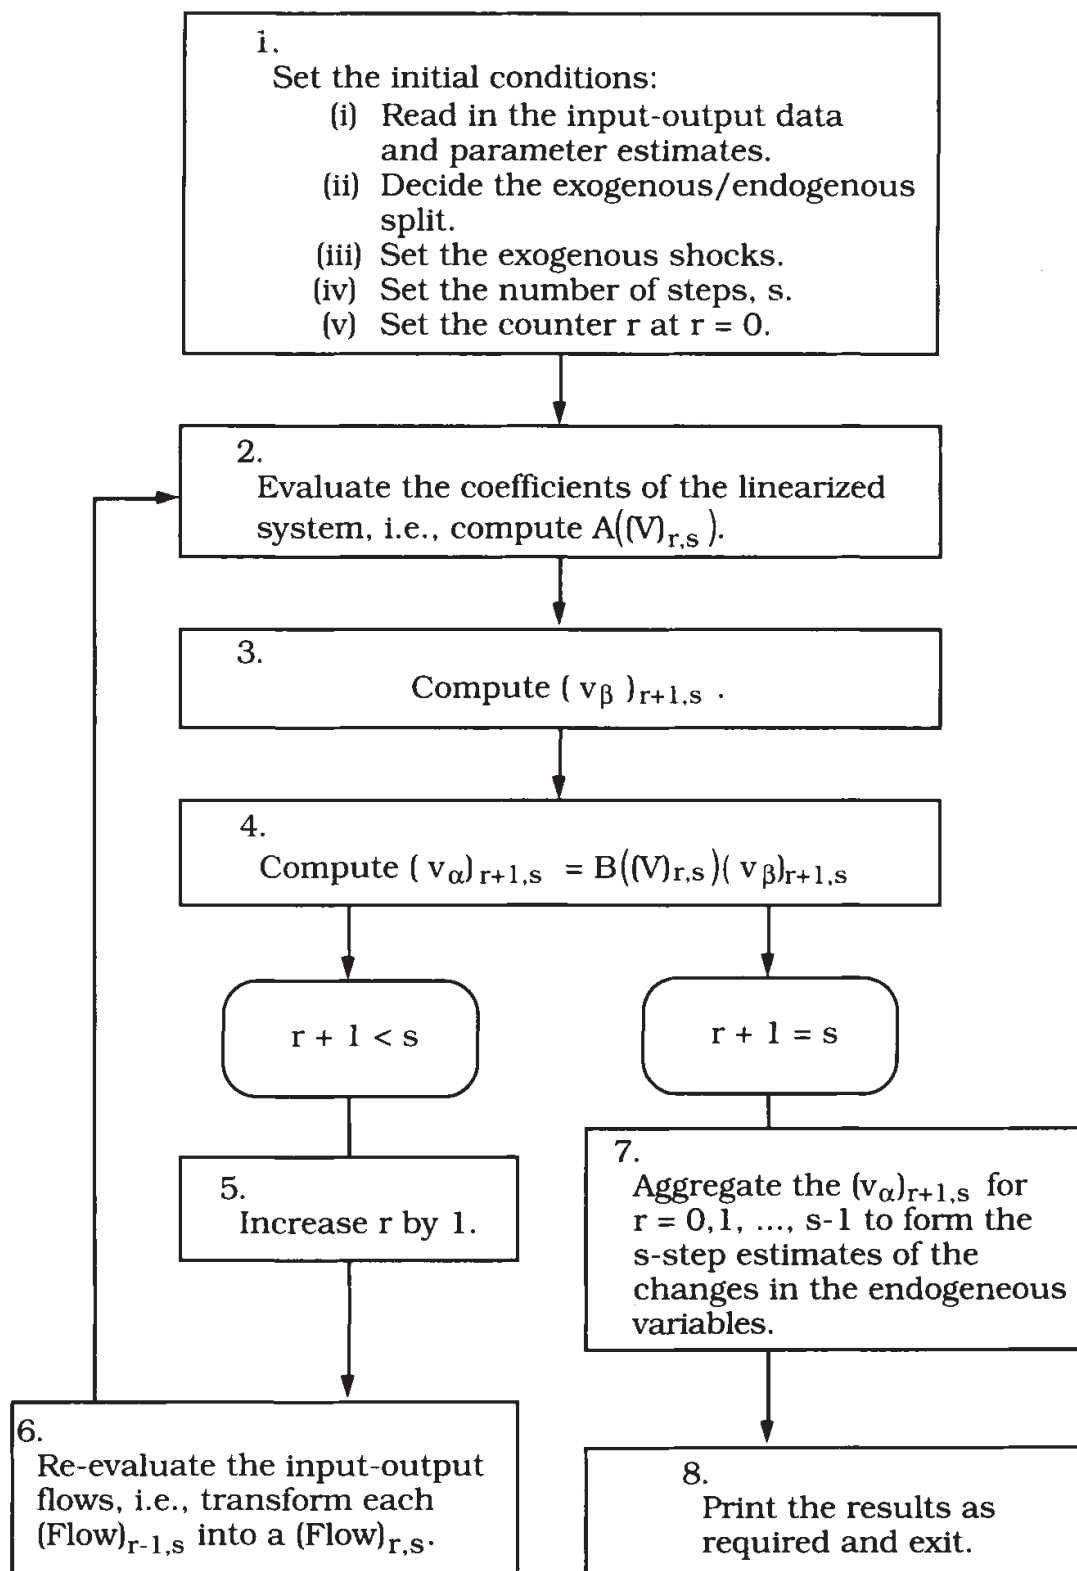 1.
Set the initial conditions:
(i) Read in the input-output data
and parameter estimates.
(ii) Decide the exogenous/endogenous
split.
(iii) Set the exogenous shocks.
(iv) Set the number of steps, s.
(v) Set the counter r at r = 0.
2.
Evaluate the coefficients of the linearized
system, i.e., compute A((V)r,s).
3.
Compute ( vβ )r+1,s .
4.
Compute ( vα)r+1,s = B((V)r,s)( vβ)r+1,s
r + 1 < s
r + 1 = s
5.
Increase r by 1.
6.
Re-evaluate the input-output
flows, i.e., transform each
(Flow)r-1,s into a (Flow)r,s.
7.
Aggregate the (vα)r+1,s for
r = 0,1, ..., s-1 to form the
s-step estimates of the
changes in the endogeneous
variables.
8.
Print the results as
required and exit.